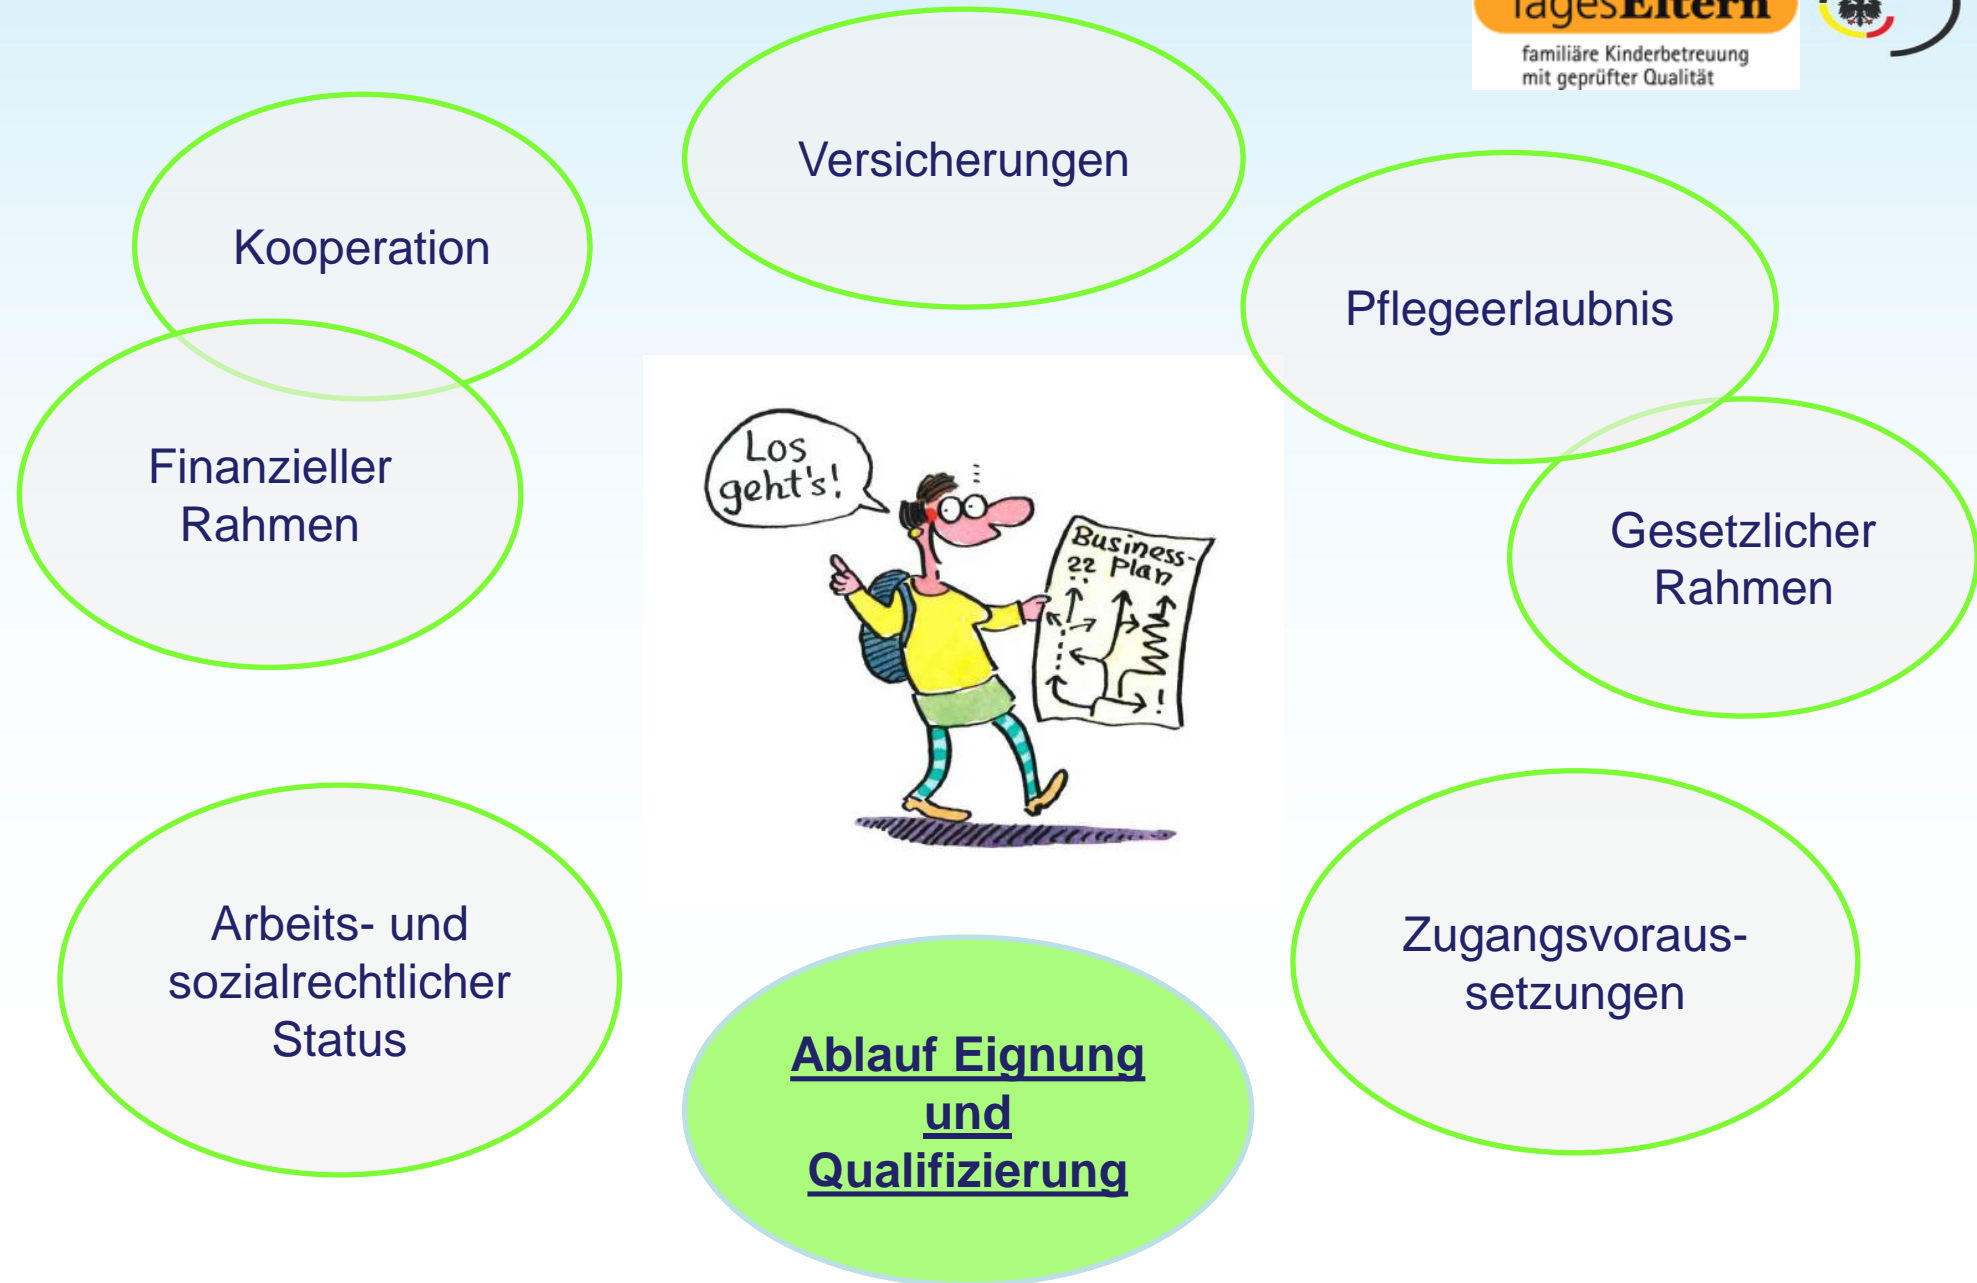 TagesEltern
familiäre Kinderbetreuung
mit geprüfter Qualität
Versicherungen
Kooperation
Pflegeerlaubnis
Finanzieller
Rahmen
Los
geht's!
Business-
22 Plan
!
Gesetzlicher
Rahmen
Arbeits- und
sozialrechtlicher
Status
Zugangsvoraus-
setzungen
Ablauf Eignung
und
Qualifizierung